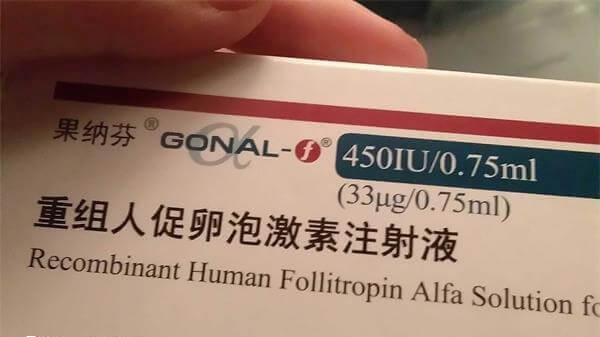 果纳芬® GONAL-f® 450IU/0.75ml
(33μg/0.75ml)
重组人促卵泡激素注射液
Recombinant Human Follitropin Alfa Solution fo